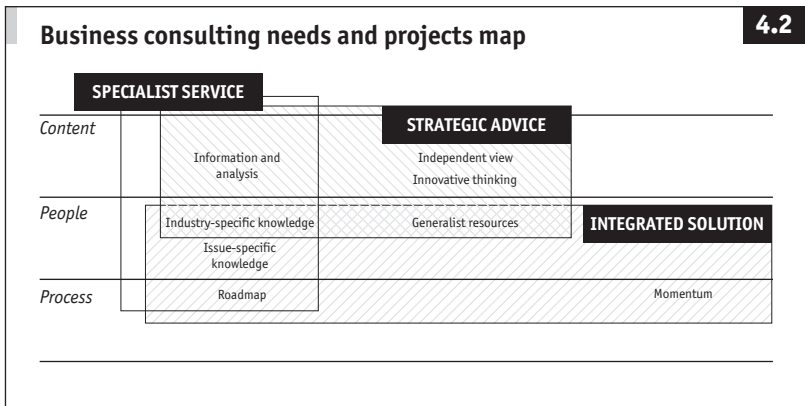 4.2
Business consulting needs and projects map
SPECIALIST SERVICE
Content
STRATEGIC ADVICE
Information and
analysis
Independent view
Innovative thinking
People
Industry-specific knowledge
Generalist resources
INTEGRATED SOLUTION
Issue-specific
knowledge
Process
Roadmap
Momentum